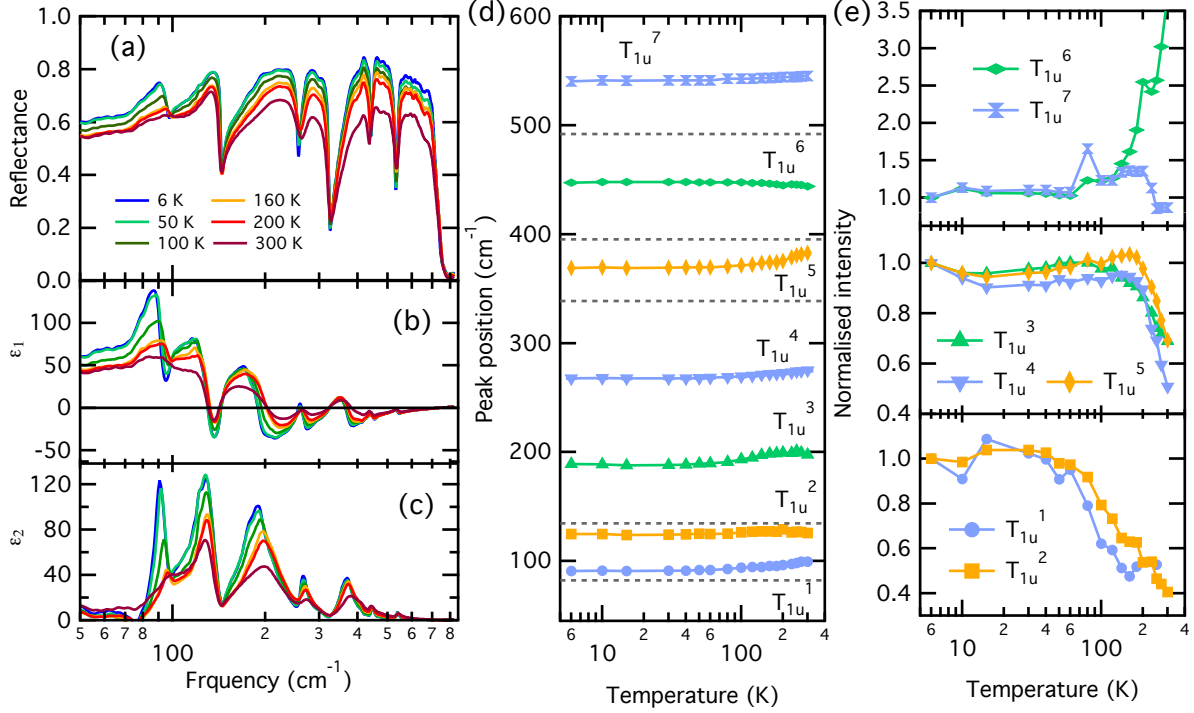 (a)
1.0
0.8
0.6
0.4
0.2
0.0
Reflectance
6 K
50 K
100 K
160 K
200 K
300 K
(b)
100
50
0
-50
ε1
(c)
120
80
40
0
ε2
5 6 7 8 2 3 4 5 6 7 8
100
Frquency (cm-1)
(d)
600
500
400
300
200
100
Peak position (cm-1)
T1u7
T1u6
T1u5
T1u4
T1u3
T1u2
T1u1
6 8 2 4 6 8 2 4
10 100
Temperature (K)
(e)
3.5
3.0
2.5
2.0
1.5
1.0
T1u6
T1u7
1.0
0.8
0.6
0.4
Normalised intensity
T1u3
T1u4 T1u5
1.0
0.8
0.6
0.4
T1u1
T1u2
6 8 2 4 6 8 2 4
10 100
Temperature (K)